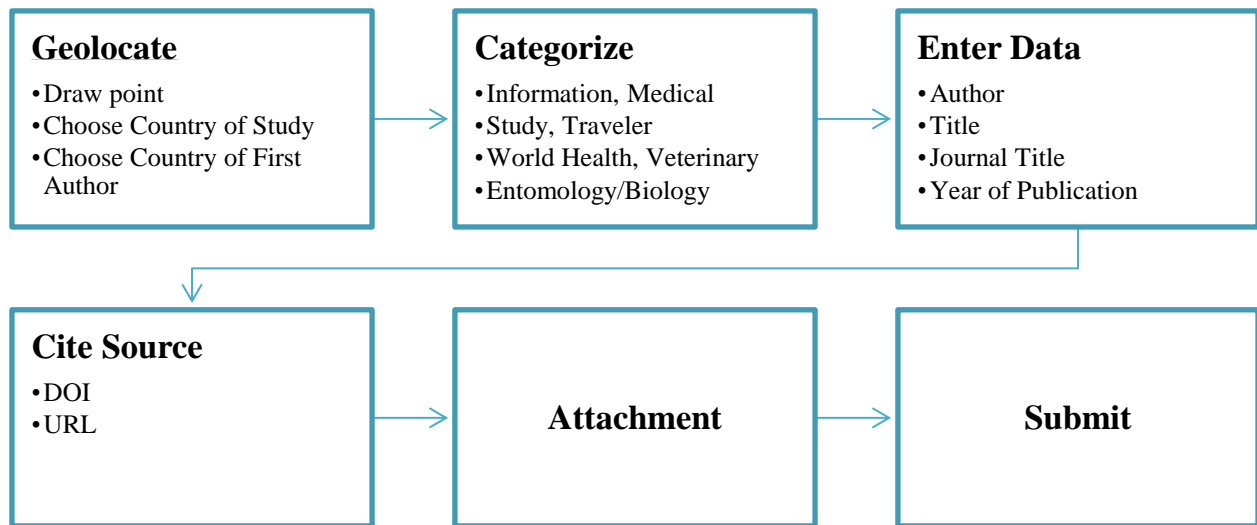 Geolocate
•Draw point
•Choose Country of Study
•Choose Country of First
Author
Categorize
•Information, Medical
•Study, Traveler
•World Health, Veterinary
•Entomology/Biology
Enter Data
•Author
•Title
•Journal Title
•Year of Publication
Cite Source
•DOI
•URL
Attachment
Submit